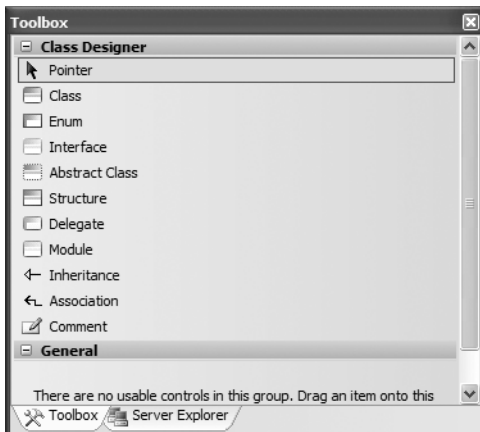 Toolbox
Class Designer
Pointer
Class
Enum
Interface
Abstract Class
Structure
Delegate
Module
Inheritance
Association
Comment
General
There are no usable controls in this group. Drag an item onto this
Toolbox Server Explorer